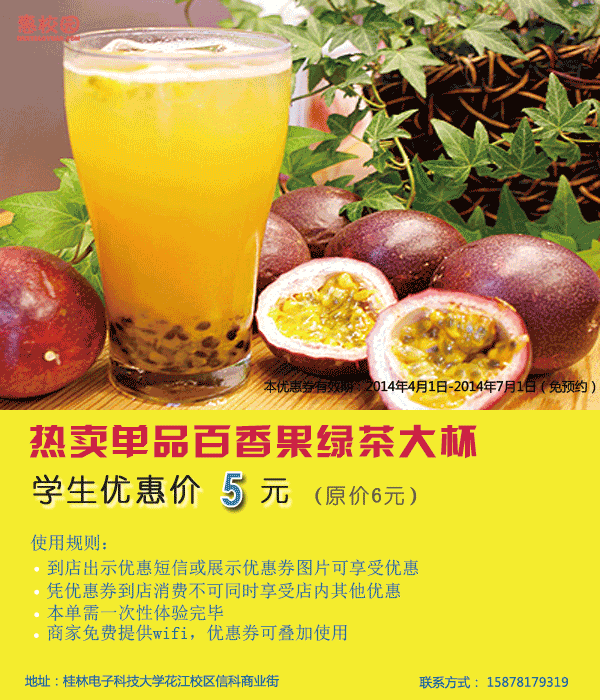 本优惠券有效期：2014年4月1日-2014年7月1日（免预约）
热卖单品百香果绿茶大杯
学生优惠价 5 元 （原价6元）
使用规则：
到店出示优惠短信或展示优惠券图片可享受优惠
凭优惠券到店消费不可同时享受店内其他优惠
本单需一次性体验完毕
商家免费提供wifi，优惠券可叠加使用
地址：桂林电子科技大学花江校区信科商业街
联系方式： 15878179319